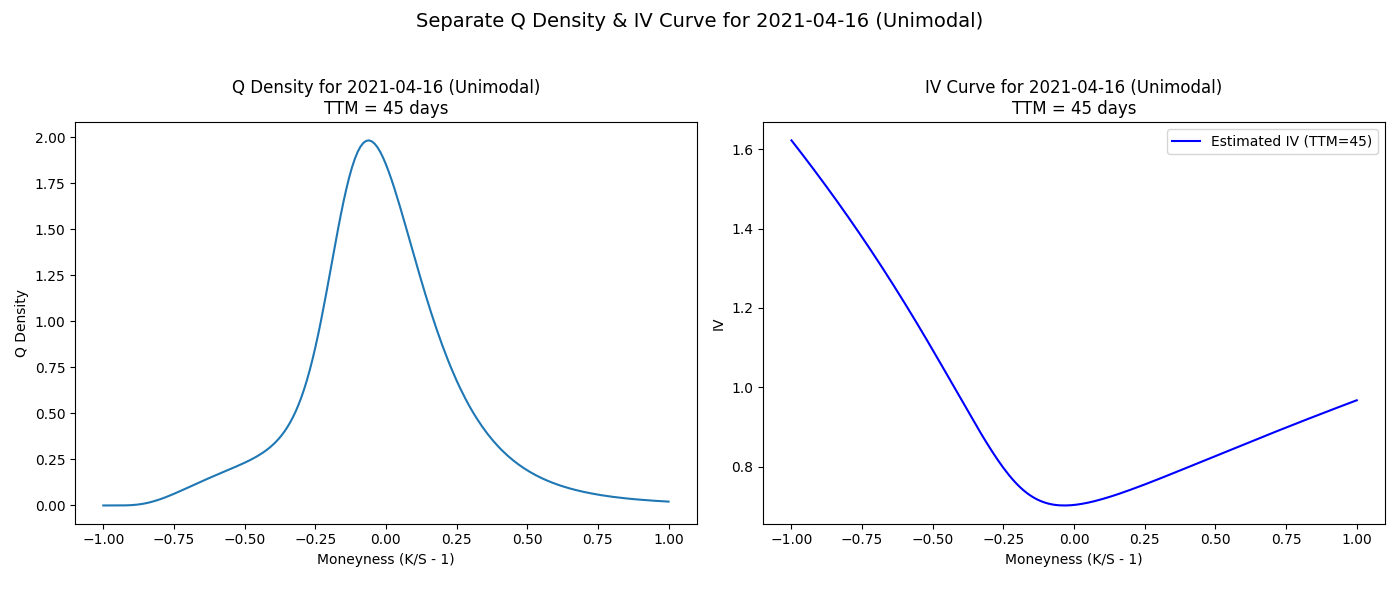 Separate Q Density & IV Curve for 2021-04-16 (Unimodal)
Q Density for 2021-04-16 (Unimodal)
TTM = 45 days
2.00
1.75
1.50
1.25
1.00
0.75
0.50
0.25
0.00
Q Density
−1.00 −0.75 −0.50 −0.25 0.00 0.25 0.50 0.75 1.00
Moneyness (K/S - 1)
IV Curve for 2021-04-16 (Unimodal)
TTM = 45 days
Estimated IV (TTM=45)
1.6
1.4
1.2
1.0
0.8
IV
−1.00 −0.75 −0.50 −0.25 0.00 0.25 0.50 0.75 1.00
Moneyness (K/S - 1)